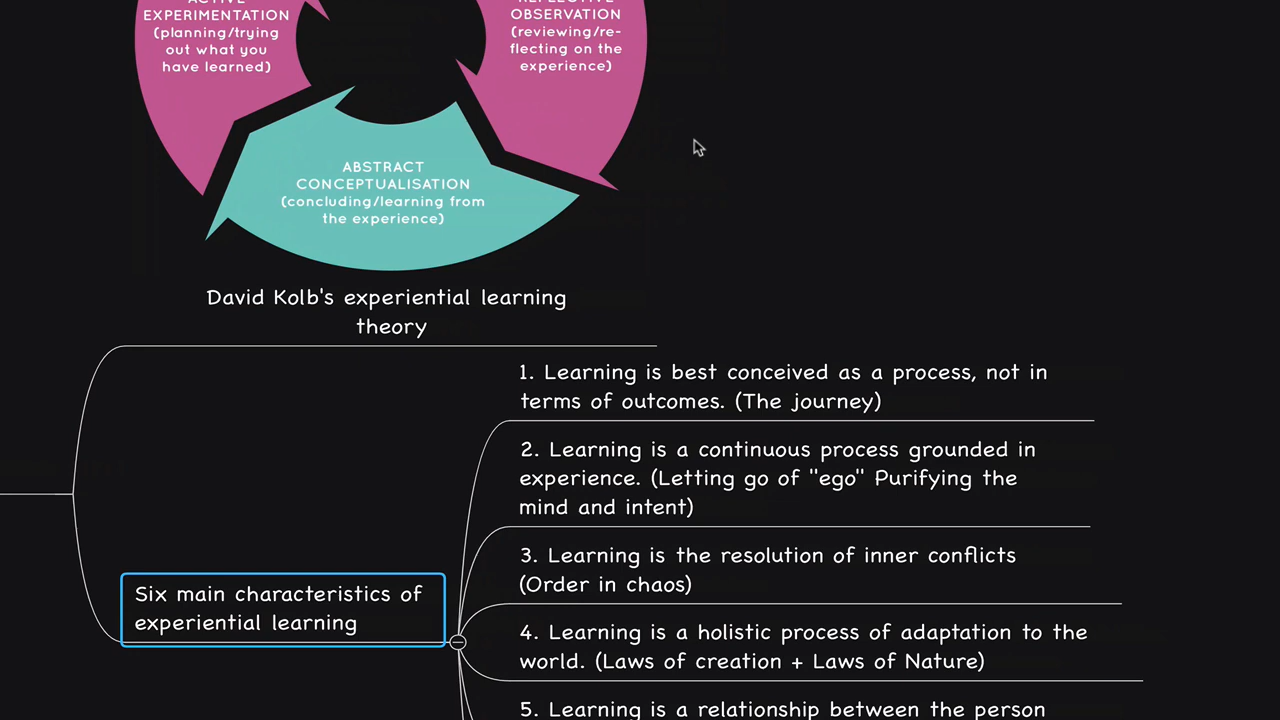 EXPERIMENTATION
(planning/trying
out what you
have learned)
OBSERVATION
(reviewing/re-
flecting on the
experience)
ABSTRACT
CONCEPTUALISATION
(concluding/learning from
the experience)
David Kolb's experiential learning
theory
Six main characteristics of
experiential learning
1. Learning is best conceived as a process, not in
terms of outcomes. (The journey)
2. Learning is a continuous process grounded in
experience. (Letting go of "ego" Purifying the
mind and intent)
3. Learning is the resolution of inner conflicts
(Order in chaos)
4. Learning is a holistic process of adaptation to the
world. (Laws of creation + Laws of Nature)
5. Learning is a relationship between the person